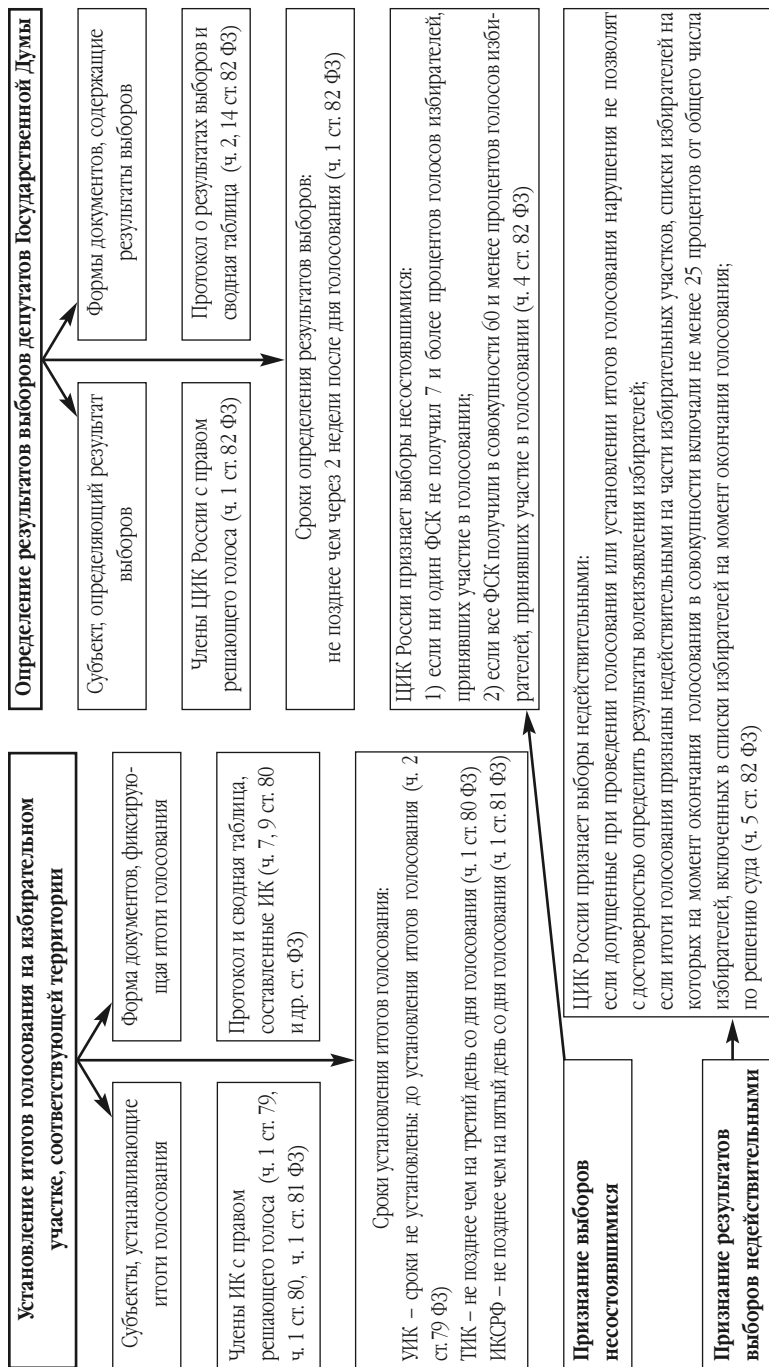 Установление итогов голосования на избирательном
участке, соответствующей территории
Субъекты, устанавливающие
итоги голосования
Форма документов, фиксирую-
щая итоги голосования
Члены ИК с правом
решающего голоса (ч. 1 ст. 79,
ч. 1 ст. 80, ч. 1 ст. 81 ФЗ)
Протокол и сводная таблица,
составленные ИК (ч. 7, 9 ст. 80
и др. ст. ФЗ)
Сроки установления итогов голосования:
УИК – сроки не установлены: до установления итогов голосования (ч. 2
ст. 79 ФЗ)
ТИК – не позднее чем на третий день со дня голосования (ч. 1 ст. 80 ФЗ)
ИКСРФ – не позднее чем на пятый день со дня голосования (ч. 1 ст. 81 ФЗ)
Определение результатов выборов депутатов Государственной Думы
Субъект, определяющий результат
выборов
Формы документов, содержащие
результаты выборов
Члены ЦИК России с правом
решающего голоса (ч. 1 ст. 82 ФЗ)
Протокол о результатах выборов и
сводная таблица (ч. 2, 14 ст. 82 ФЗ)
Сроки определения результатов выборов:
не позднее чем через 2 недели после дня голосования (ч. 1 ст. 82 ФЗ)
Признание выборов
несостоявшимися
ЦИК России признает выборы несостоявшимися:
1) если ни один ФСК не получил 7 и более процентов голосов избирателей,
принявших участие в голосовании;
2) если все ФСК получили в совокупности 60 и менее процентов голосов изби-
рателей, принявших участие в голосовании (ч. 4 ст. 82 ФЗ)
Признание результатов
выборов недействительными
ЦИК России признает выборы недействительными:
если допущенные при проведении голосования или установлении итогов голосования нарушения не позволят
с достоверностью определить результаты волеизъявления избирателей;
если итоги голосования признаны недействительными на части избирательных участков, списки избирателей на
которых на момент окончания голосования в совокупности включали не менее 25 процентов от общего числа
избирателей, включенных в списки избирателей на момент окончания голосования;
по решению суда (ч. 5 ст. 82 ФЗ)